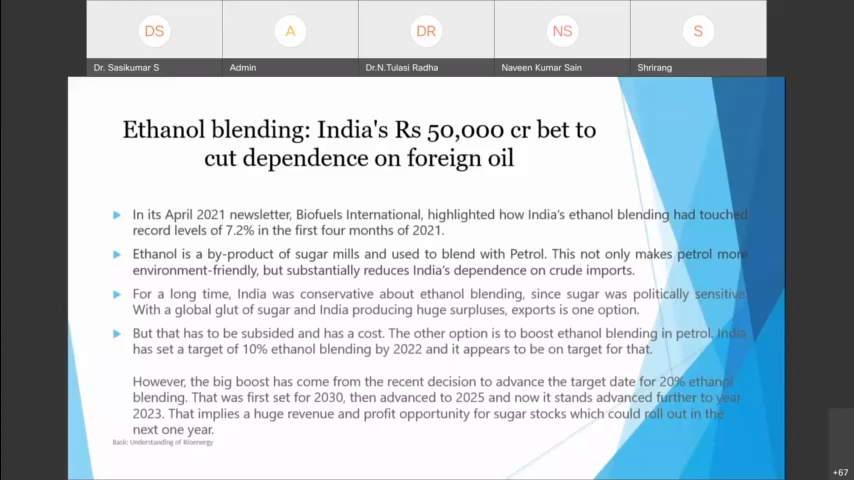 DS
A
DR
NS
S
Dr. Sasikumar S
Admin
Dr.N.Tulasi Radha
Naveen Kumar Sain
Shrirang
Ethanol blending: India's Rs 50,000 cr bet to
cut dependence on foreign oil
In its April 2021 newsletter, Biofuels International, highlighted how India's ethanol blending had touched
record levels of 7.2% in the first four months of 2021.
Ethanol is a by-product of sugar mills and used to blend with Petrol. This not only makes petrol more
environment-friendly, but substantially reduces India's dependence on crude imports.
For a long time, India was conservative about ethanol blending, since sugar was politically sensitive.
With a global glut of sugar and India producing huge surpluses, exports is one option.
But that has to be subsided and has a cost. The other option is to boost ethanol blending in petrol. India
has set a target of 10% ethanol blending by 2022 and it appears to be on target for that.
However, the big boost has come from the recent decision to advance the target date for 20% ethanol
blending. That was first set for 2030, then advanced to 2025 and now it stands advanced further to year
2023. That implies a huge revenue and profit opportunity for sugar stocks which could roll out in the
next one year.
Basic Understanding of Bioenergy
+67